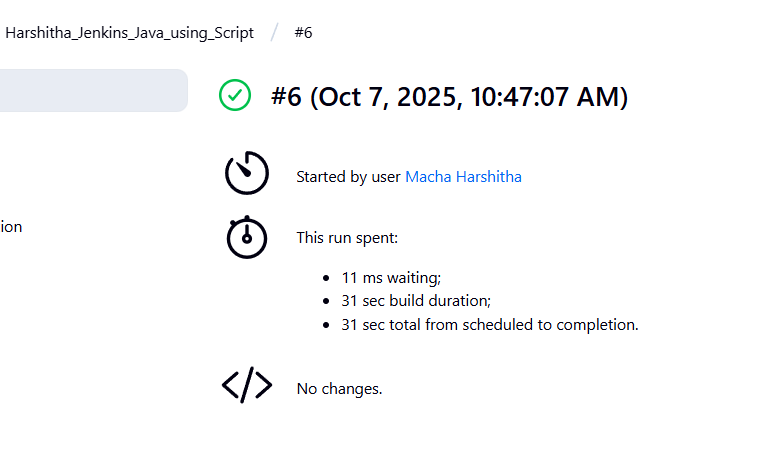 Harshitha_Jenkins_Java_using_Script / #6
#6 (Oct 7, 2025, 10:47:07 AM)
Started by user Macha Harshitha
ion
This run spent:
• 11 ms waiting;
• 31 sec build duration;
• 31 sec total from scheduled to completion.
No changes.